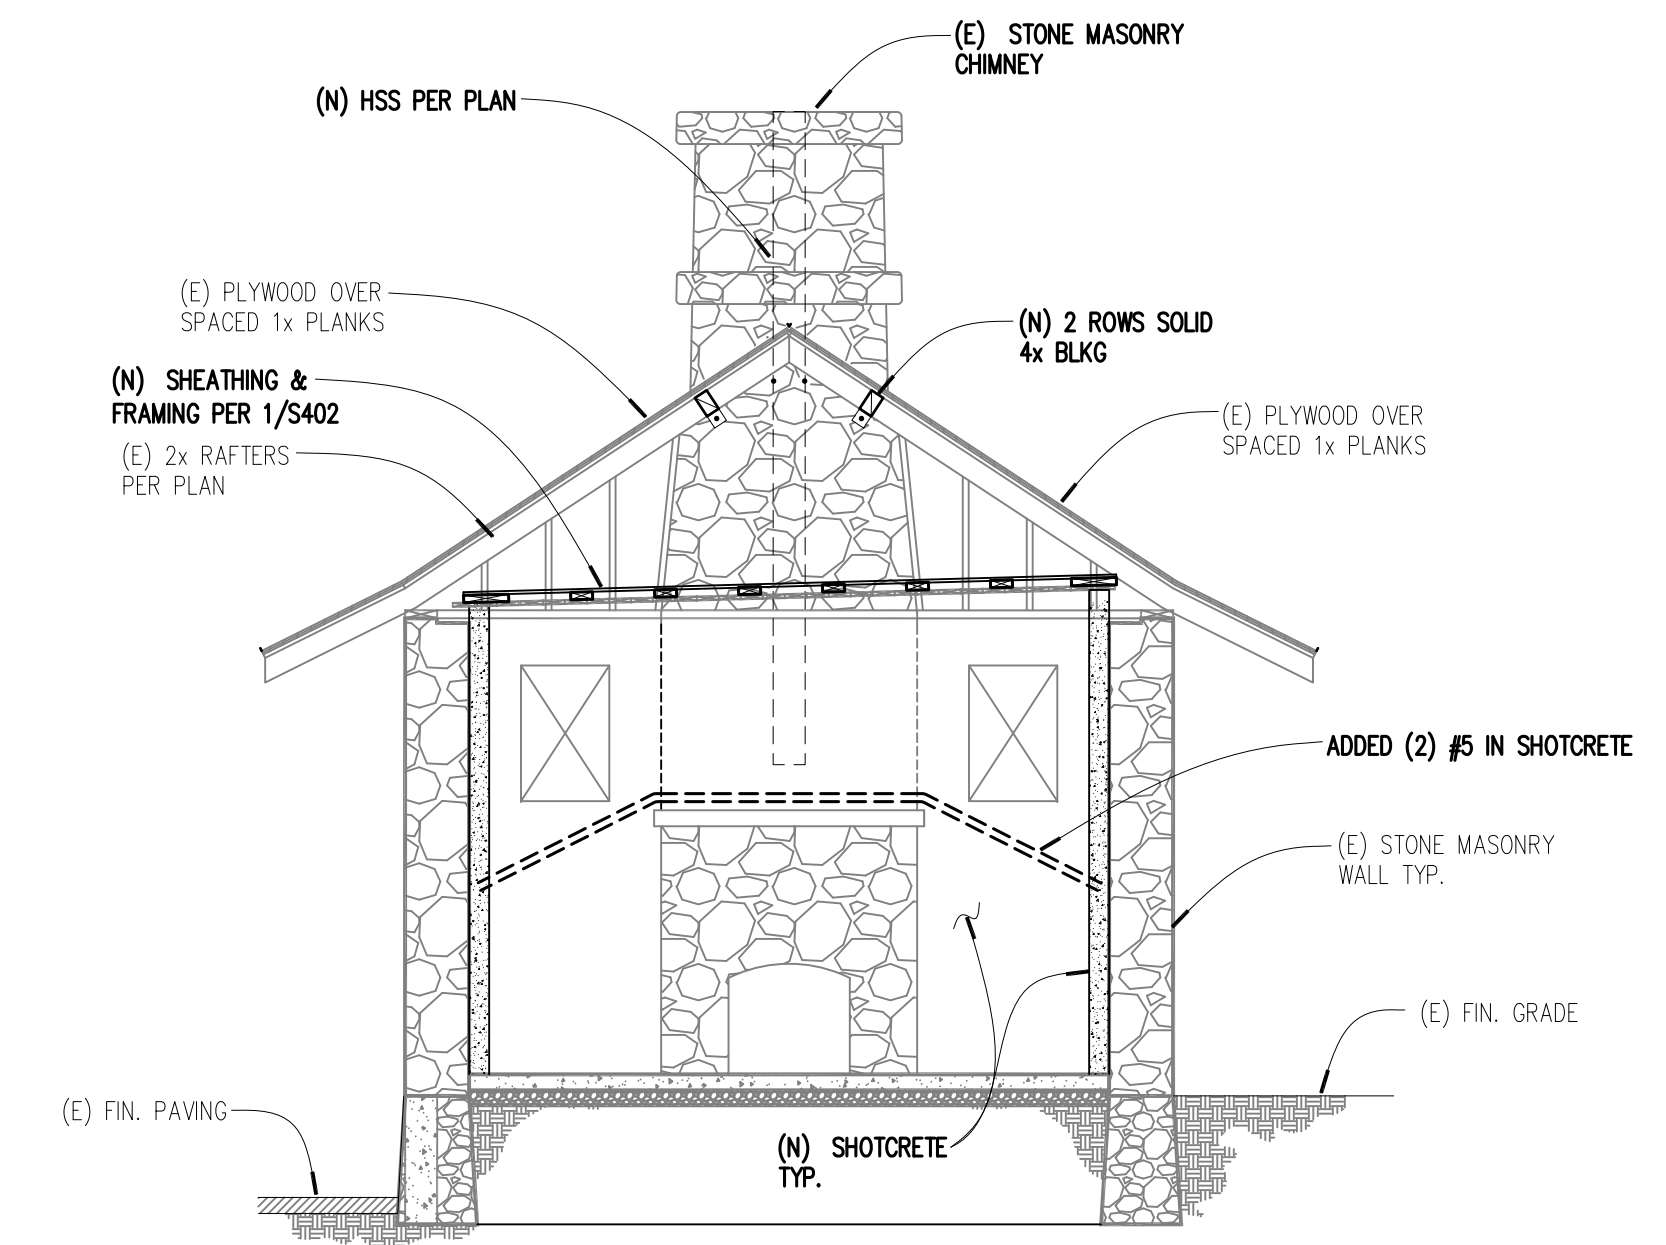 (E) STONE MASONRY
CHIMNEY
(N) HSS PER PLAN
(E) PLYWOOD OVER
SPACED 1x PLANKS
(N) 2 ROWS SOLID
4x BLKG
(N) SHEATHING &
FRAMING PER 1/S402
(E) 2x RAFTERS
PER PLAN
(E) PLYWOOD OVER
SPACED 1x PLANKS
ADDED (2) #5 IN SHOTCRETE
(E) STONE MASONRY
WALL TYP.
(E) FIN. GRADE
(E) FIN. PAVING
(N) SHOTCRETE
TYP.